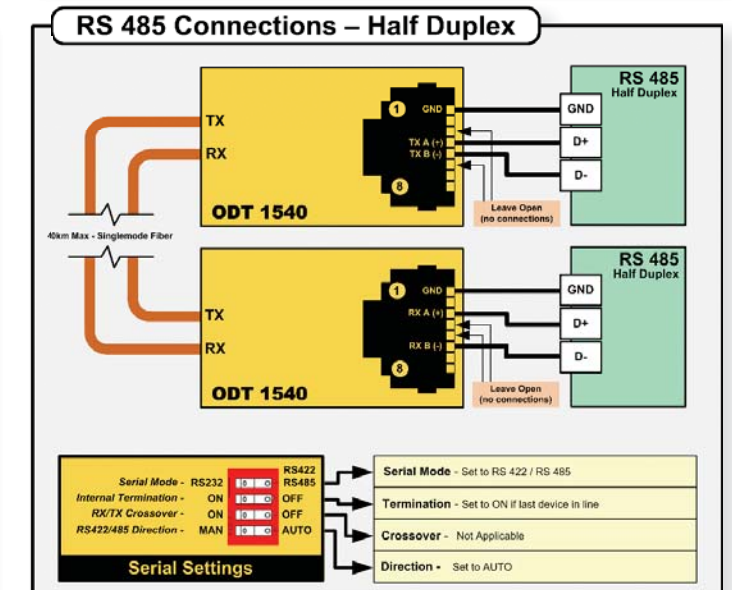 RS 485 Connections – Half Duplex
RS 485
Half Duplex
1
GND
GND
TX
TX A (+)
D+
RX
TX B (-)
D-
8
ODT 1540
Leave Open
(no connections)
40km Max - Singlemode Fiber
RS 485
Half Duplex
1
GND
GND
TX
RX A (+)
D+
RX
RX B (-)
D-
8
ODT 1540
Leave Open
(no connections)
RS422
Serial Mode - RS232 0 RS485
Internal Termination - ON 0 OFF
RX/TX Crossover - ON 0 OFF
RS422/485 Direction - MAN 0 AUTO
Serial Settings
Serial Mode - Set to RS 422 / RS 485
Termination - Set to ON if last device in line
Crossover - Not Applicable
Direction - Set to AUTO